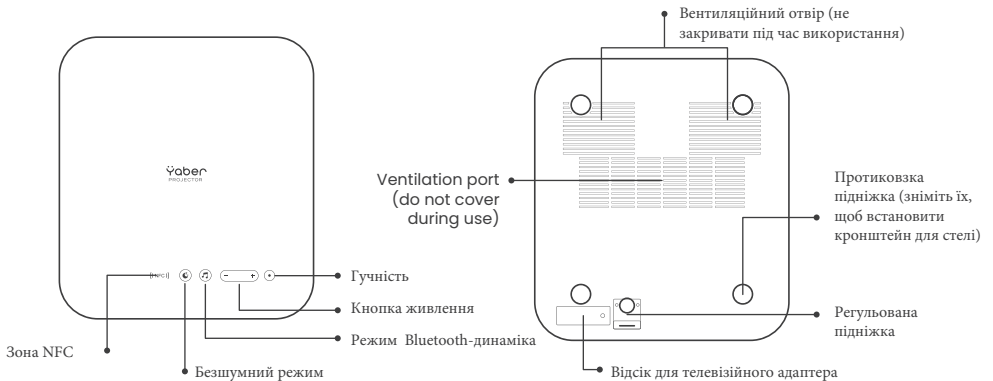 Вентиляційний отвір (не
закривати під час використання)
Yaber
PROJECTOR
Ventilation port
(do not cover
during use)
Протиковзка
підніжка (зніміть їх,
щоб встановити
кронштейн для стелі)
NFC
- +
Гучність
Кнопка живлення
Режим Bluetooth-динаміка
Зона NFC
Безшумний режим
Регульована
підніжка
Відсік для телевізійного адаптера